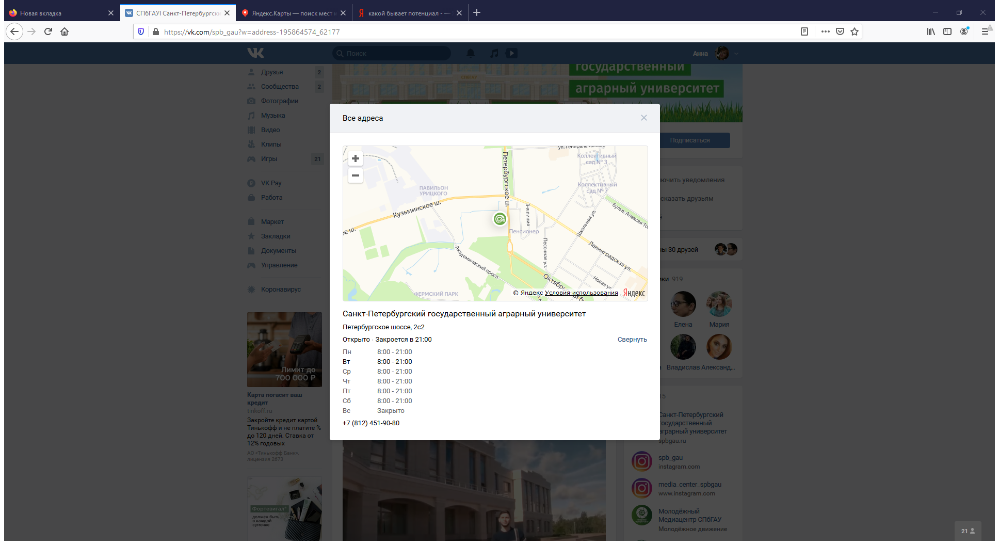 Новая вкладка
СПбГАУ| Санкт-Петербургски
Яндекс.Карты — поиск мест и
какой бывает потенциал - —
https://vk.com/spb_gau?w=address-195864574_62177
Поиск
Анна
Друзья 2
Сообщества 2
Фотографии
Музыка
Видео
Клипы
Игры 21
VK Pay
Работа
Маркет
Закладки
Документы
Управление
Коронавирус
Лимит до
700 000 ₽
Карта погасит ваш
кредит
tinkoff.ru
Закройте кредит картой
Тинькофф и не платите %
до 120 дней. Ставка от
12% годовых
АО «Тинькофф Банк»,
лицензия 2673
Фортевигал
должен быть
в каждой
сумочке
СПбГАУ
государственный
аграрный университет
Все адреса
Петербургское ш.
ул. Генерала Хазова
Коллективный
сад № 3
Коллективный
сад № 7
ПАВИЛЬОН
УРИЦКОГО
Кузьминское ш.
ое ш.
3-я линия
Пенсионер
Школьная ул.
бульв. Алексея То
Песочная ул.
Ленинградская ул.
Академический просп.
Новая ул.
ФЕРМСКИЙ ПАРК
© Яндекс Условия использования
Яндекс
Санкт-Петербургский государственный аграрный университет
Петербургское шоссе, 2с2
Открыто · Закроется в 21:00
Свернуть
Пн 8:00 - 21:00
Вт 8:00 - 21:00
Ср 8:00 - 21:00
Чт 8:00 - 21:00
Пт 8:00 - 21:00
Сб 8:00 - 21:00
Вс Закрыто
+7 (812) 451-90-80
Подписаться
ючить уведомления
сказать друзьям
ны 30 друзей
ики 919
Елена
Мария
Владислав
Александ...
15
Санкт-Петербургский
государственный
аграрный университет
spbgau.ru
spb_gau
instagram.com
media_center_spbgau
www.instagram.com
Молодёжный
Медиацентр СПбГАУ
Молодёжное движение
21